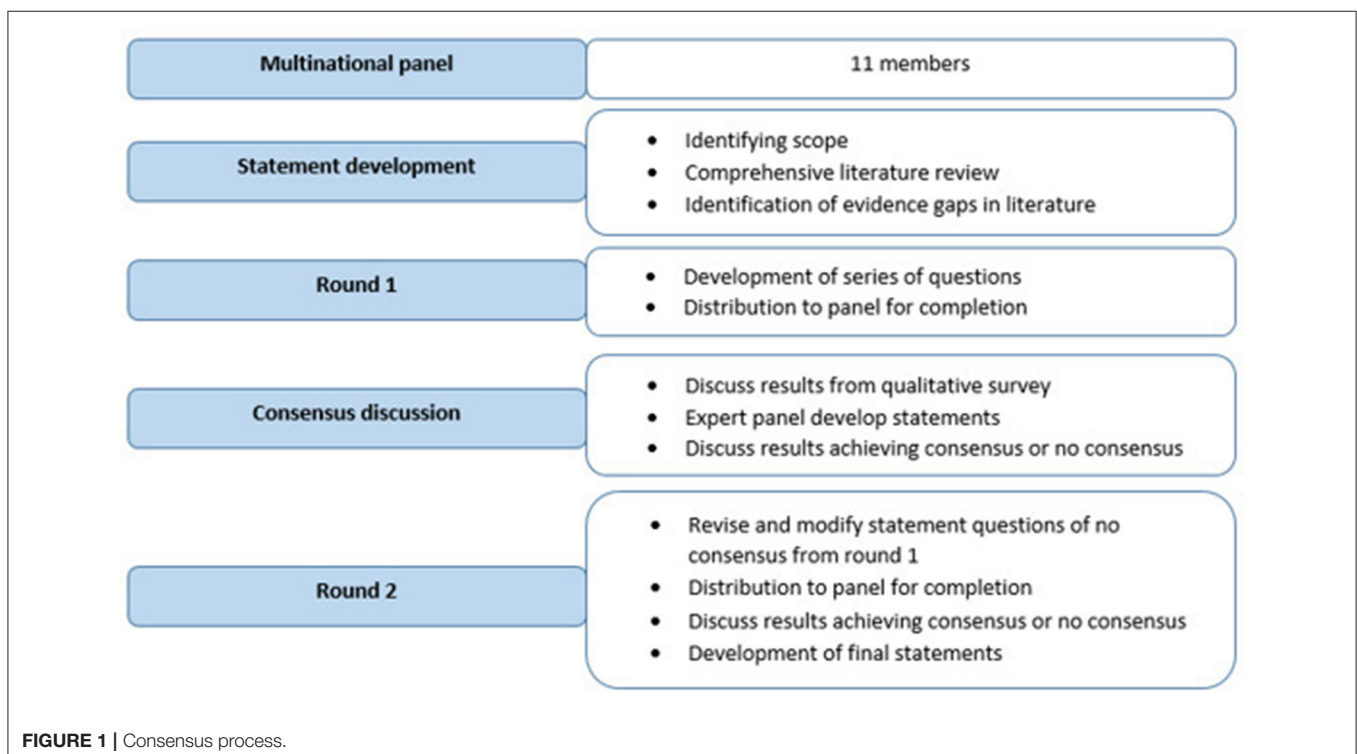 Multinational panel
11 members
Statement development
• Identifying scope
• Comprehensive literature review
• Identification of evidence gaps in literature
Round 1
• Development of series of questions
• Distribution to panel for completion
Consensus discussion
• Discuss results from qualitative survey
• Expert panel develop statements
• Discuss results achieving consensus or no consensus
Round 2
• Revise and modify statement questions of no
consensus from round 1
• Distribution to panel for completion
• Discuss results achieving consensus or no consensus
• Development of final statements
FIGURE 1 | Consensus process.